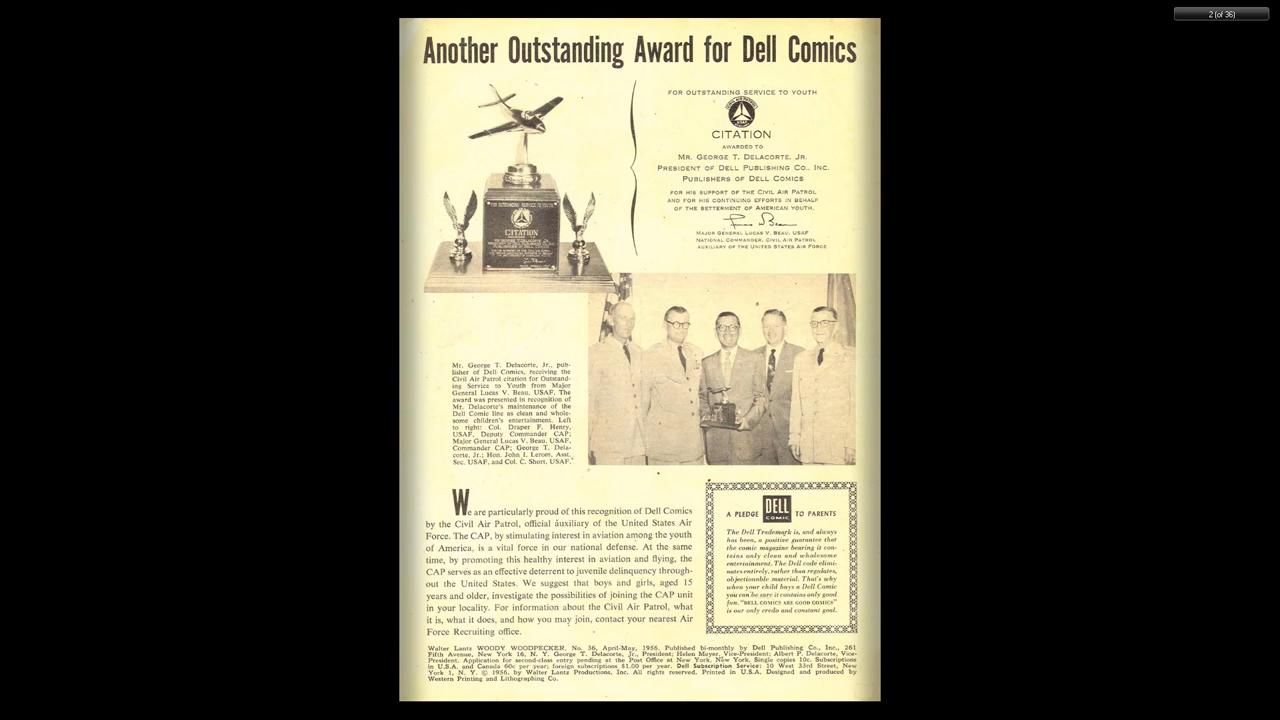 2 (of 36)
Another Outstanding Award for Dell Comics
FOR OUTSTANDING SERVICE TO YOUTH
CIVIL AIR PATROL
USAF
CITATION
AWARDED TO
MR. GEORGE T. DELACORTE, JR.
PRESIDENT OF DELL PUBLISHING CO., INC.
PUBLISHERS OF DELL COMICS
FOR HIS SUPPORT OF THE CIVIL AIR PATROL
AND FOR HIS CONTINUING EFFORTS IN BEHALF
OF THE BETTERMENT OF AMERICAN YOUTH.
Lucas V. Beau
MAJOR GENERAL LUCAS V. BEAU, USAF
NATIONAL COMMANDER, CIVIL AIR PATROL
AUXILIARY OF THE UNITED STATES AIR FORCE
FOR OUTSTANDING SERVICE TO YOUTH
CITATION
Mr. George T. Delacorte, Jr., pub-
lisher of Dell Comics, receiving the
Civil Air Patrol citation for Outstand-
ing Service to Youth from Major
General Lucas V. Beau, USAF. The
award was presented in recognition of
Mr. Delacorte's maintenance of the
Dell Comic line as clean and whole-
some children's entertainment. Left
to right: Col. Draper F. Henry,
USAF, Deputy Commander CAP;
Major General Lucas V. Beau, USAF,
Commander CAP; George T. Dela-
corte, Jr.; Hon. John I. Lerom, Asst.
Sec. USAF, and Col. C. Short, USAF.
We are particularly proud of this recognition of Dell Comics
by the Civil Air Patrol, official auxiliary of the United States Air
Force. The CAP, by stimulating interest in aviation among the youth
of America, is a vital force in our national defense. At the same
time, by promoting this healthy interest in aviation and flying, the
CAP serves as an effective deterrent to juvenile delinquency through-
out the United States. We suggest that boys and girls, aged 15
years and older, investigate the possibilities of joining the CAP unit
in your locality. For information about the Civil Air Patrol, what
it is, what it does, and how you may join, contact your nearest Air
Force Recruiting office.
A PLEDGE DELL COMIC TO PARENTS
The Dell Trademark is, and always
has been, a positive guarantee that
the comic magazine bearing it con-
tains only clean and wholesome
entertainment. The Dell code elimi-
nates entirely, rather than regulates,
objectionable material. That's why
when your child buys a Dell Comic
you can be sure it contains only good
fun. "DELL COMICS ARE GOOD COMICS"
is our only credo and constant goal.
Walter Lantz WOODY WOODPECKER, No. 36, April-May, 1956. Published bi-monthly by Dell Publishing Co., Inc., 261
Fifth Avenue, New York 16, N. Y. George T. Delacorte, Jr., President; Helen Meyer, Vice-President; Albert P. Delacorte, Vice-
President. Application for second-class entry pending at the Post Office at New York, New York. Single copies 10c. Subscriptions
in U.S.A. and Canada 60c per year; foreign subscriptions $1.00 per year. Dell Subscription Service: 10 West 33rd Street, New
York 1, N. Y. © 1956, by Walter Lantz Productions, Inc. All rights reserved. Printed in U.S.A. Designed and produced by
Western Printing and Lithographing Co.